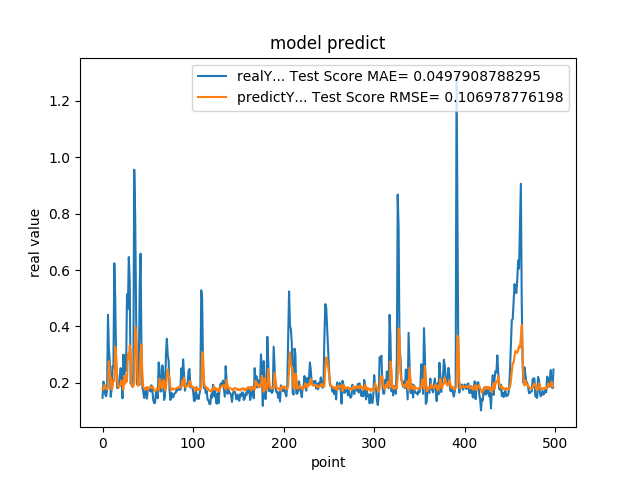 model predict
realY... Test Score MAE= 0.0497908788295
predictY... Test Score RMSE= 0.106978776198
1.2
1.0
0.8
0.6
0.4
0.2
real value
0 100 200 300 400 500
point